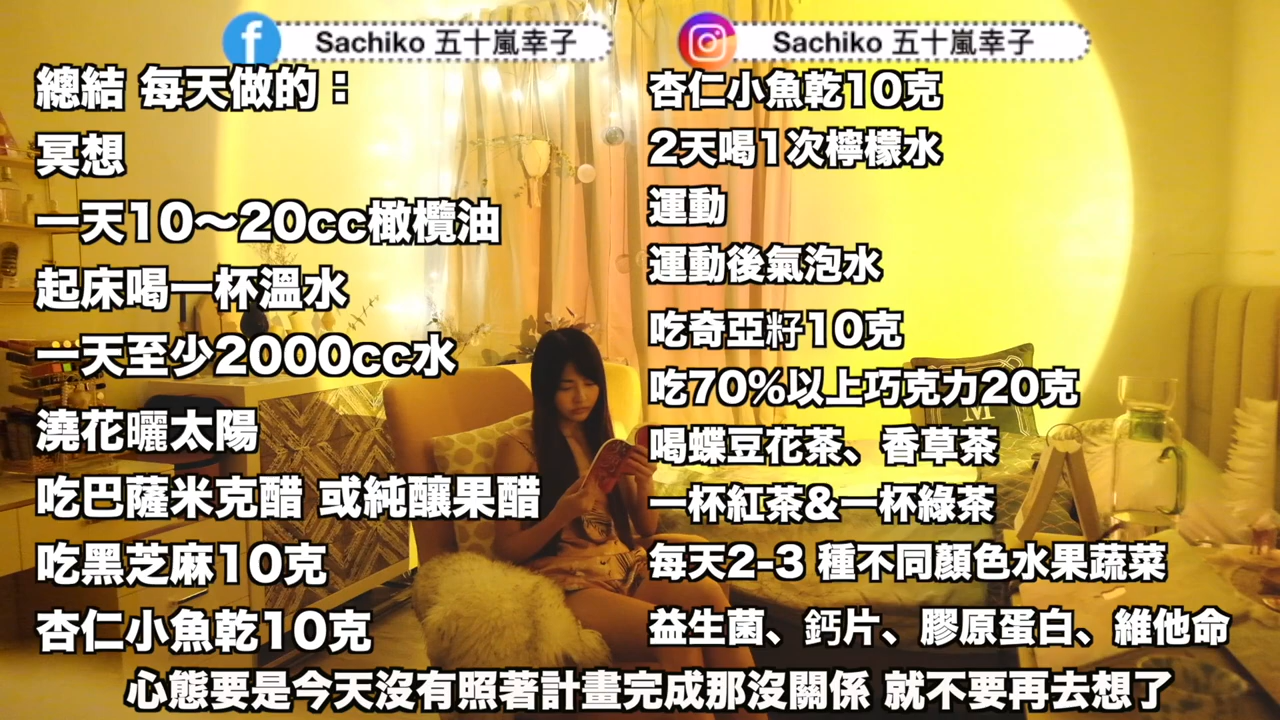 Sachiko 五十嵐幸子
Sachiko 五十嵐幸子
總結 每天做的：
冥想
一天10～20cc橄欖油
起床喝一杯溫水
一天至少2000cc水
澆花曬太陽
吃巴薩米克醋 或純釀果醋
吃黑芝麻10克
杏仁小魚乾10克
杏仁小魚乾10克
2天喝1次檸檬水
運動
運動後氣泡水
吃奇亞籽10克
吃70%以上巧克力20克
喝蝶豆花茶、香草茶
一杯紅茶&一杯綠茶
每天2-3 種不同顏色水果蔬菜
益生菌、鈣片、膠原蛋白、維他命
心態要是今天沒有照著計畫完成那沒關係 就不要再去想了
M